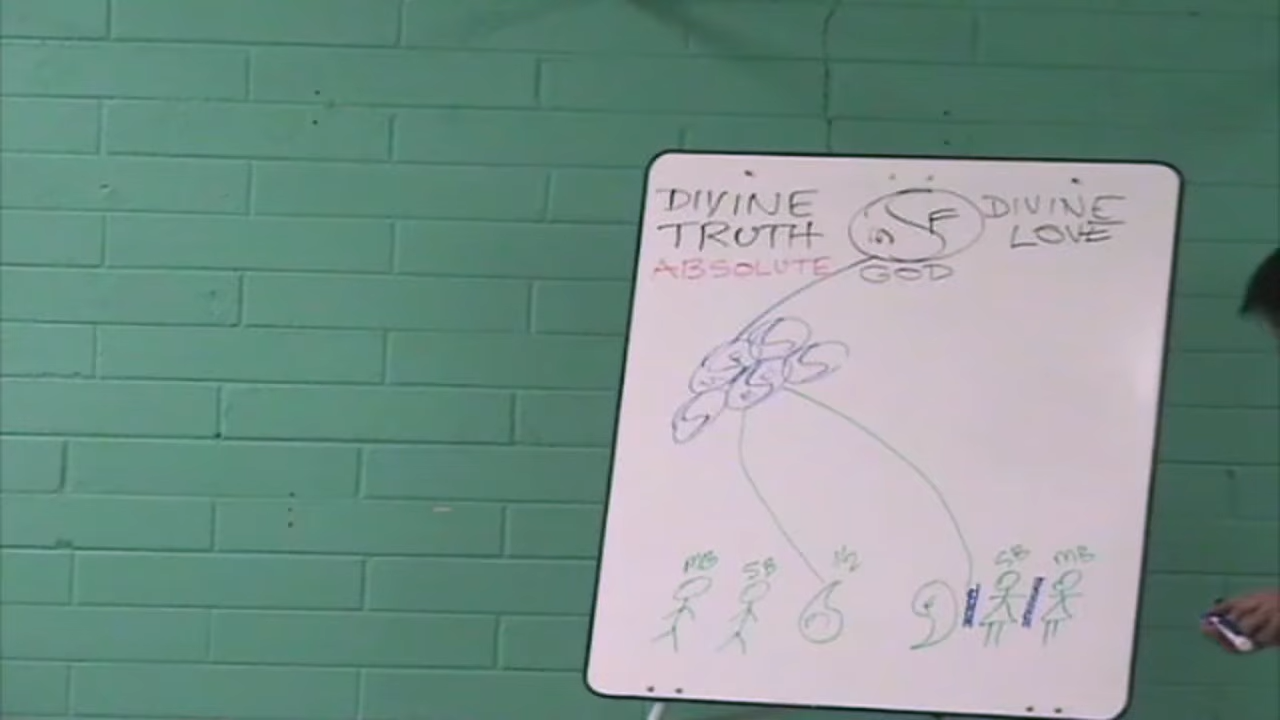 DIVINE
TRUTH
ABSOLUTE
GOD
DIVINE
LOVE
MB
SB
1/2
SB
MB